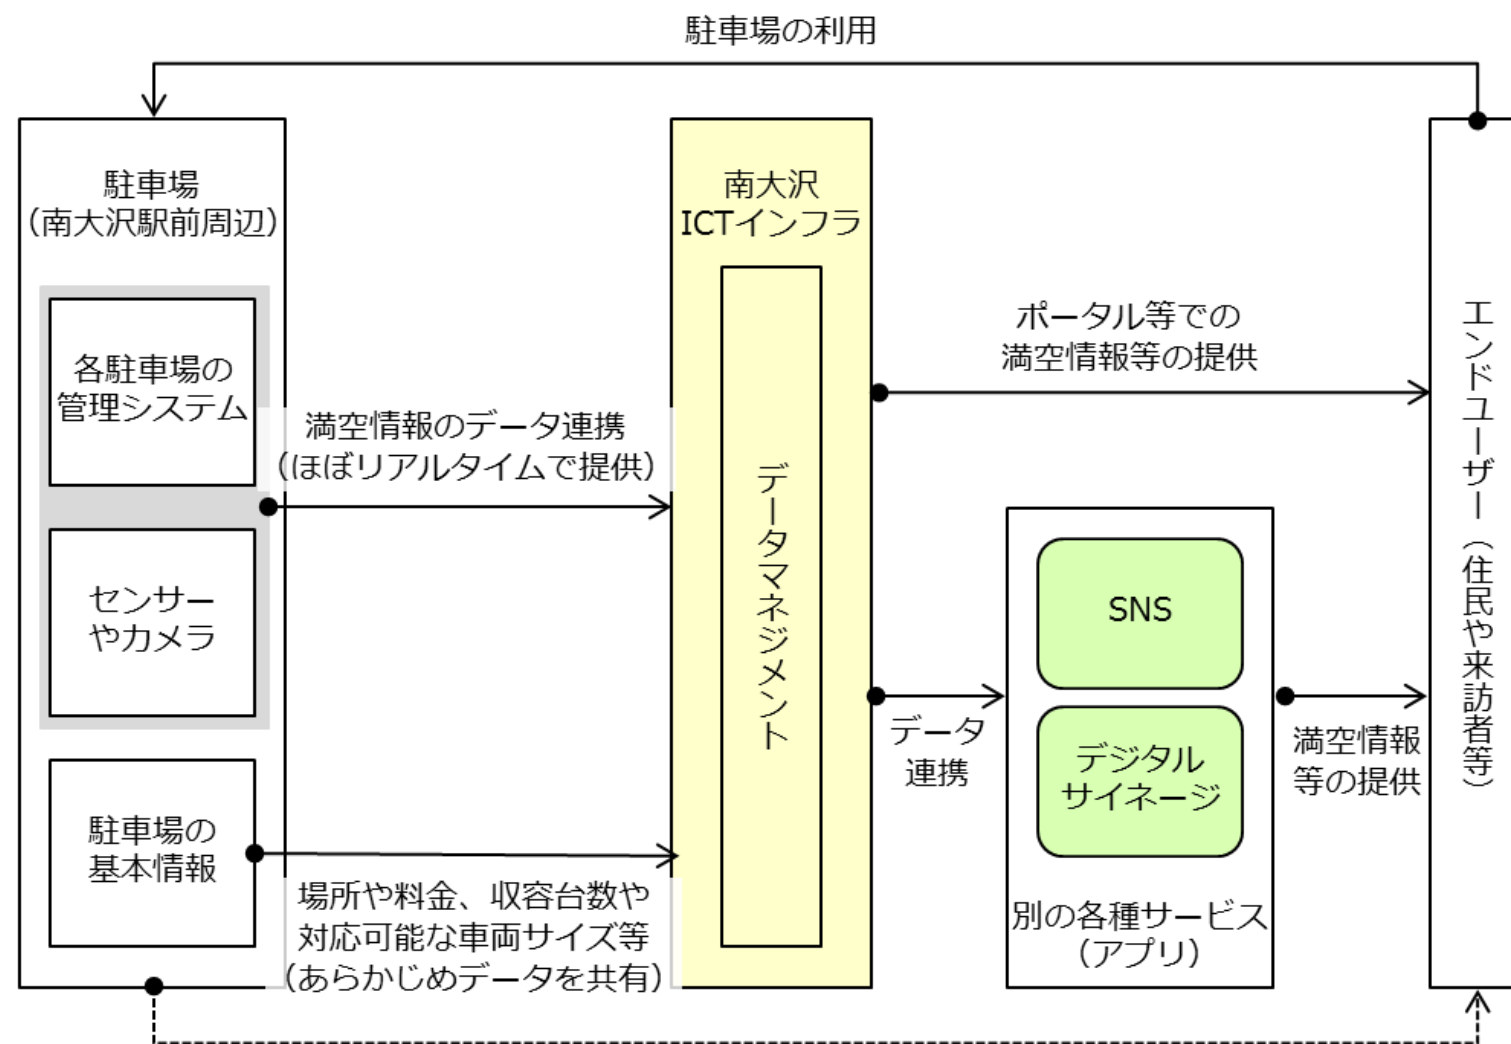 駐車場の利用
駐車場
（南大沢駅前周辺）
各駐車場の
管理システム
センサー
やカメラ
駐車場の
基本情報
満空情報のデータ連携
（ほぼリアルタイムで提供）
場所や料金、収容台数や
対応可能な車両サイズ等
（あらかじめデータを共有）
南大沢
ICTインフラ
データマネジメント
ポータル等での
満空情報等の提供
データ
連携
SNS
デジタル
サイネージ
別の各種サービス
（アプリ）
満空情報
等の提供
エンドユーザー（住民や来訪者等）